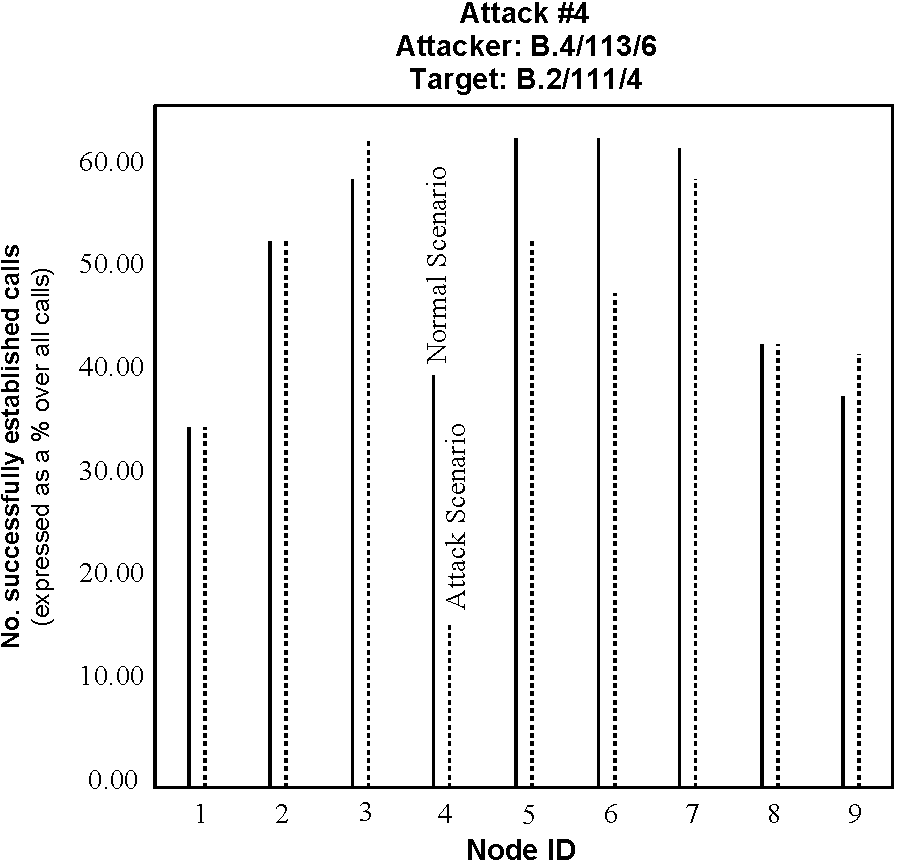 Attack #4
Attacker: B.4/113/6
Target: B.2/111/4
No. successfully established calls
(expressed as a % over all calls)
60.00
50.00
40.00
30.00
20.00
10.00
0.00
Normal Scenario
Attack Scenario
1 2 3 4 5 6 7 8 9
Node ID